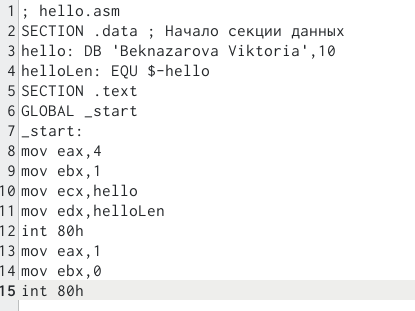 1 ; hello.asm
2 SECTION .data ; Начало секции данных
3 hello: DB 'Beknazarova Viktoria',10
4 helloLen: EQU $-hello
5 SECTION .text
6 GLOBAL _start
7 _start:
8 mov eax,4
9 mov ebx,1
10 mov ecx,hello
11 mov edx,helloLen
12 int 80h
13 mov eax,1
14 mov ebx,0
15 int 80h